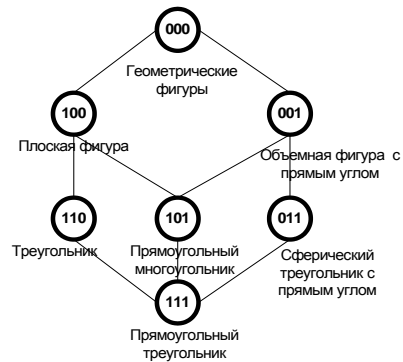 000
Геометрические
фигуры
100
001
Плоская фигура
Объемная фигура с
прямым углом
110
101
011
Треугольник
Прямоугольный
многоугольник
Сферический
треугольник с
прямым углом
111
Прямоугольный
треугольник